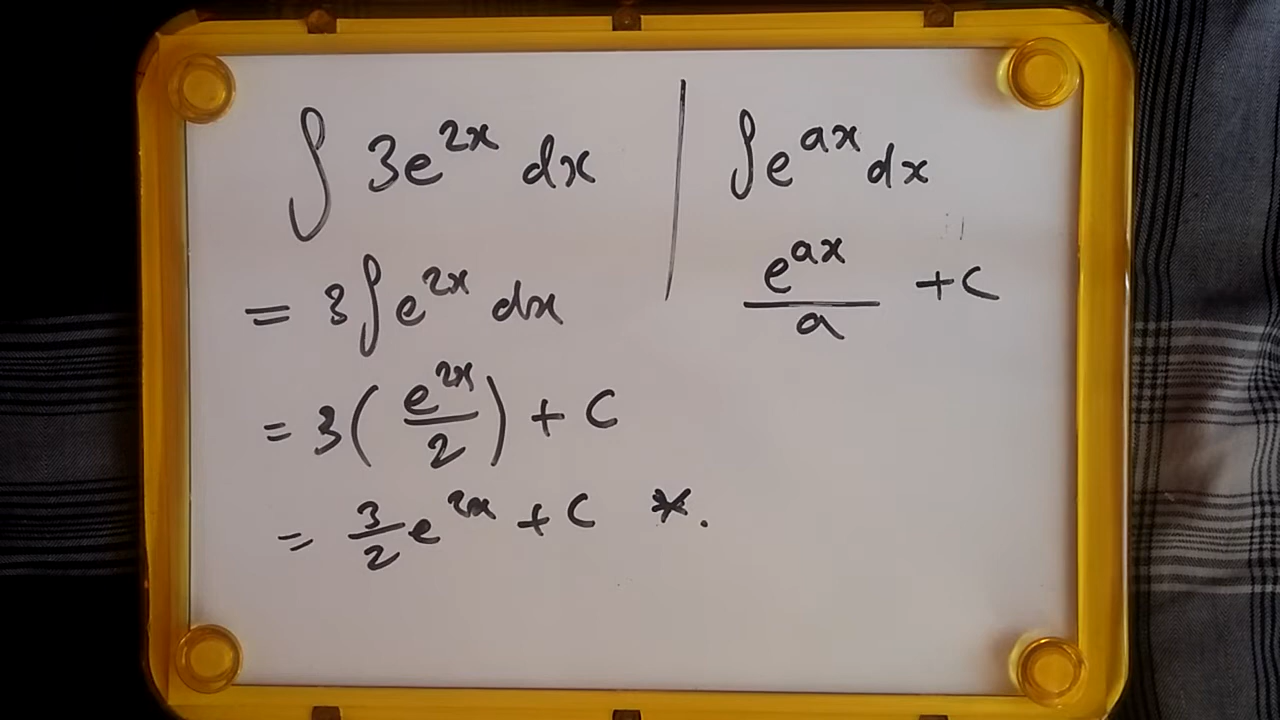 ∫ 3e^{2x} dx
= 3∫e^{2x} dx
= 3(e^{2x}/2) + C
= 3/2 e^{2x} + C *.
∫e^{ax} dx
e^{ax}/a + C